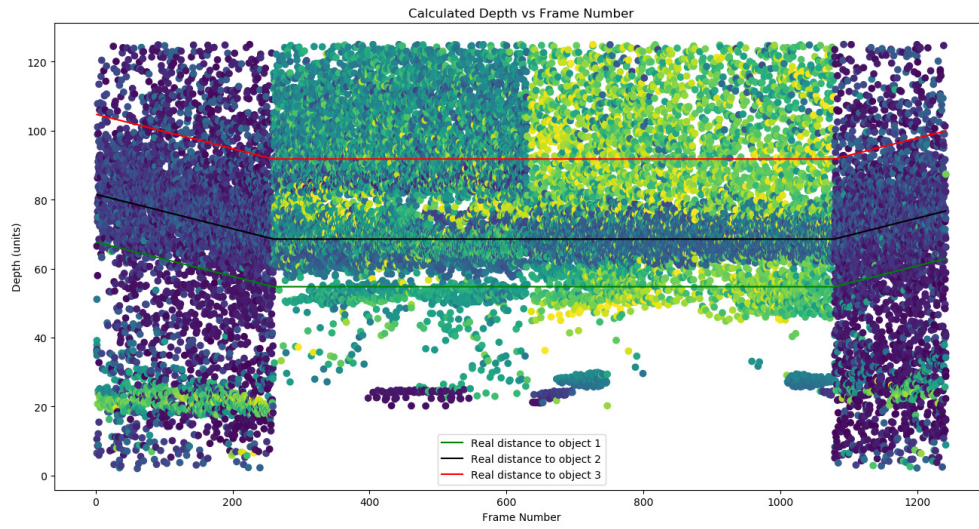 Calculated Depth vs Frame Number
Depth (units)
120
100
80
60
40
20
0
0 200 400 600 800 1000 1200
Frame Number
Real distance to object 1
Real distance to object 2
Real distance to object 3